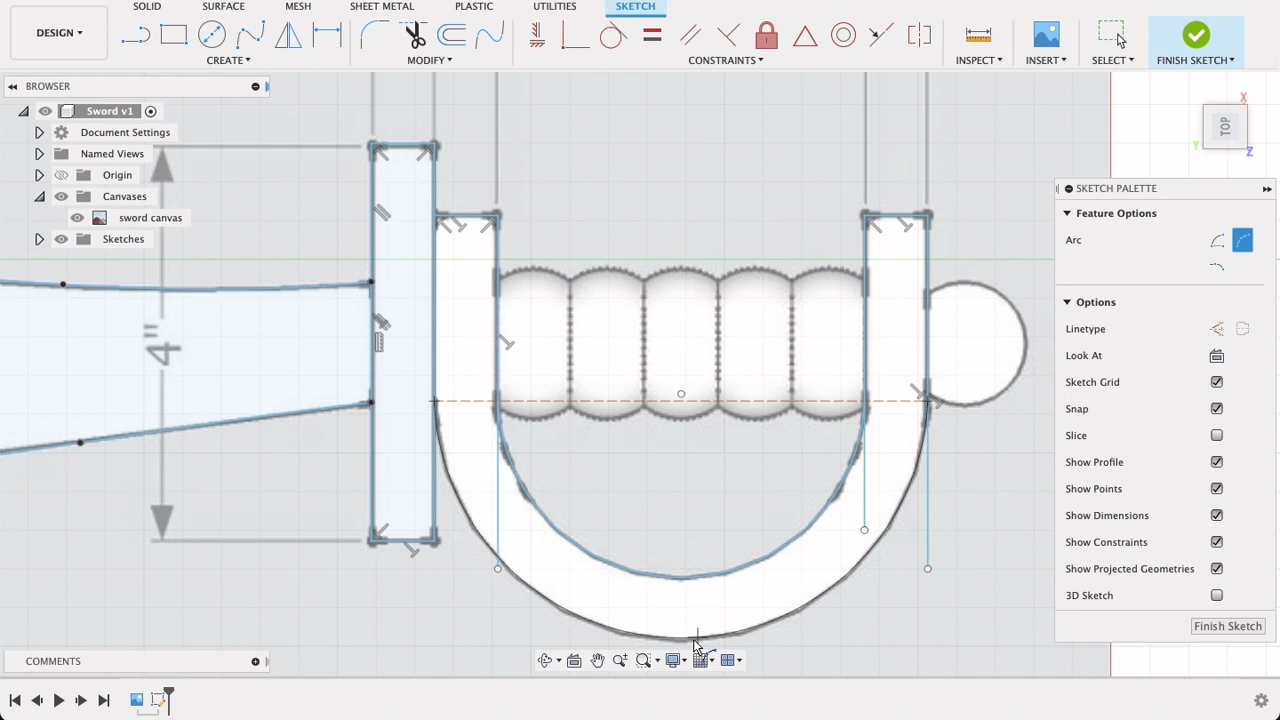 SOLID SURFACE MESH SHEET METAL PLASTIC UTILITIES SKETCH
DESIGN ▾
CREATE ▾ MODIFY ▾ CONSTRAINTS ▾ INSPECT ▾ INSERT ▾ SELECT ▾ FINISH SKETCH ▾
BROWSER
Sword v1
Document Settings
Named Views
Origin
Canvases
sword canvas
Sketches
4"
X
TOP
Y
Z
SKETCH PALETTE
Feature Options
Arc
Options
Linetype
Look At
Sketch Grid
Snap
Slice
Show Profile
Show Points
Show Dimensions
Show Constraints
Show Projected Geometries
3D Sketch
Finish Sketch
COMMENTS